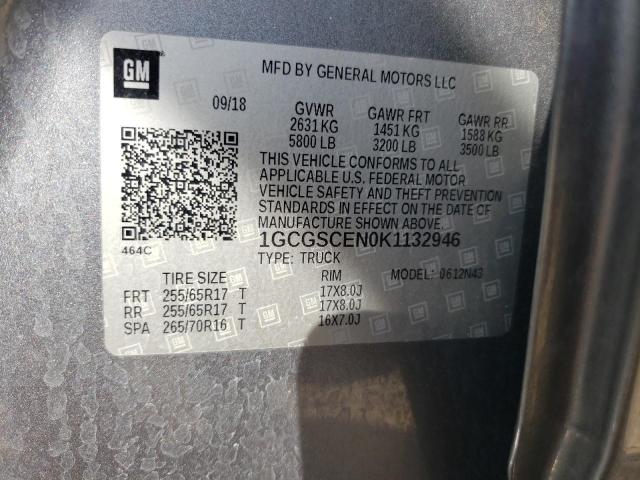 GM
MFD BY GENERAL MOTORS LLC
09/18 GVWR GAWR FRT GAWR RR
2631 KG 1451 KG 1588 KG
5800 LB 3200 LB 3500 LB
THIS VEHICLE CONFORMS TO ALL
APPLICABLE U.S. FEDERAL MOTOR
VEHICLE SAFETY AND THEFT PREVENTION
STANDARDS IN EFFECT ON THE DATE OF
MANUFACTURE SHOWN ABOVE.
464C 1GCGSCEN0K1132946
TYPE: TRUCK
TIRE SIZE RIM MODEL: 0612N43
FRT 255/65R17 T 17X8.0J
RR 255/65R17 T 17X8.0J
SPA 265/70R16 T 16X7.0J